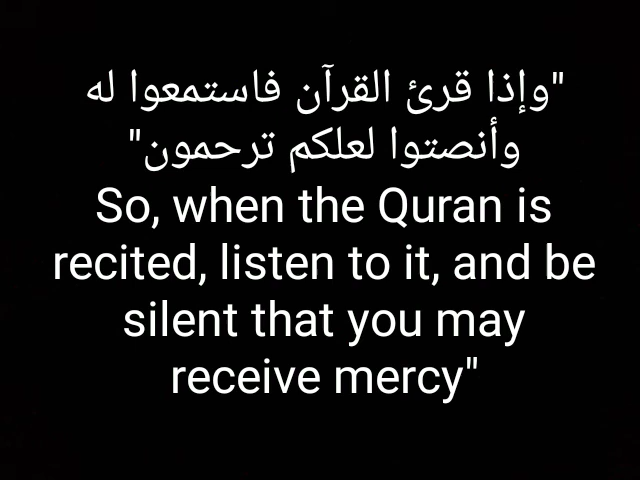 "وإذا قرئ القرآن فاستمعوا له
وأنصتوا لعلكم ترحمون"
So, when the Quran is
recited, listen to it, and be
silent that you may
receive mercy"